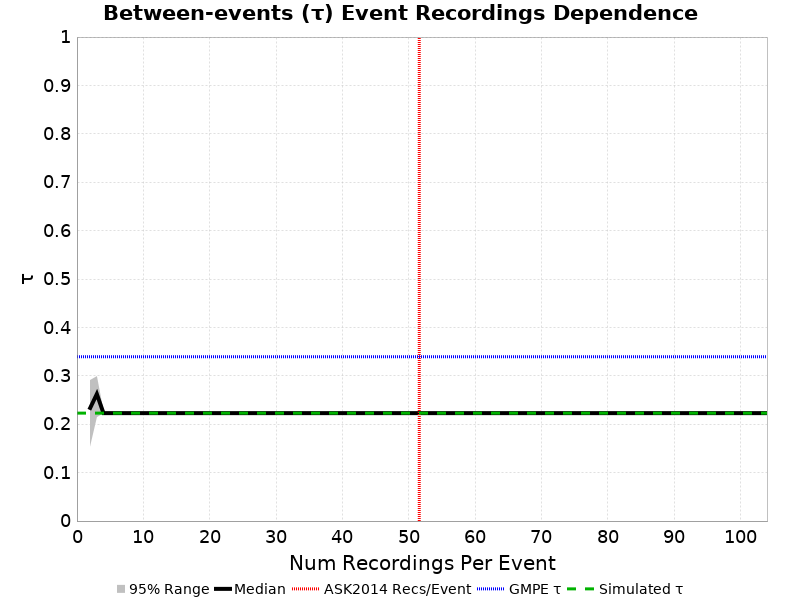 Between-events (τ) Event Recordings Dependence
1
0.9
0.8
0.7
0.6
0.5
0.4
0.3
0.2
0.1
0
τ
0 10 20 30 40 50 60 70 80 90 100
Num Recordings Per Event
95% Range Median ASK2014 Recs/Event GMPE τ Simulated τ